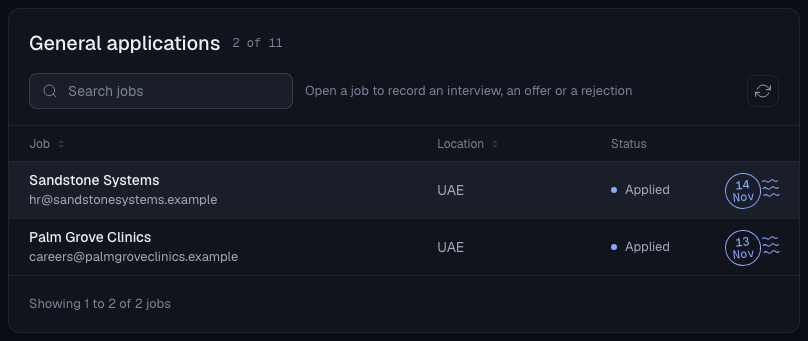 General applications 2 of 11
Search jobs
Open a job to record an interview, an offer or a rejection
Job Location Status
Sandstone Systems
hr@sandstonesystems.example
UAE
Applied
14
Nov
Palm Grove Clinics
careers@palmgroveclinics.example
UAE
Applied
13
Nov
Showing 1 to 2 of 2 jobs